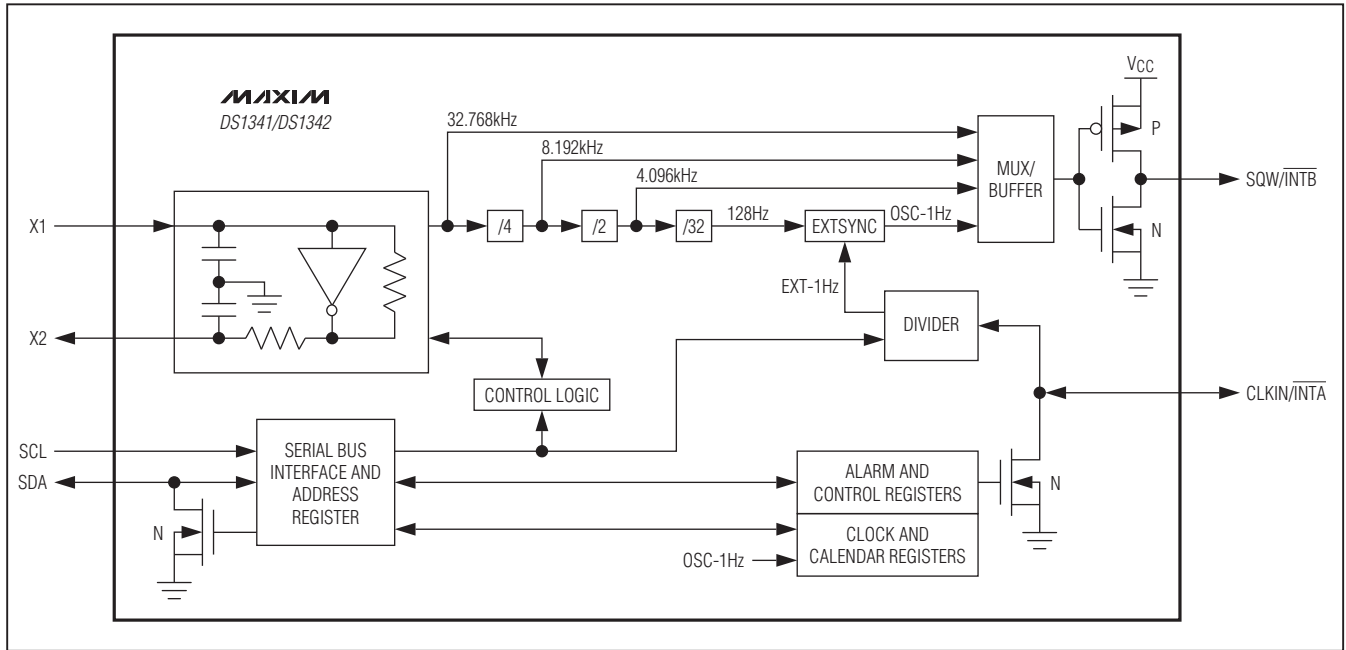 MAXIM
DS1341/DS1342
32.768kHz
8.192kHz
4.096kHz
VCC
P
MUX/
BUFFER
SQW/INTB
N
X1
/4
/2
/32
128Hz
EXTSYNC
OSC-1Hz
EXT-1Hz
DIVIDER
X2
CONTROL LOGIC
CLKIN/INTA
SCL
SDA
SERIAL BUS
INTERFACE AND
ADDRESS
REGISTER
N
ALARM AND
CONTROL REGISTERS
N
CLOCK AND
CALENDAR REGISTERS
OSC-1Hz